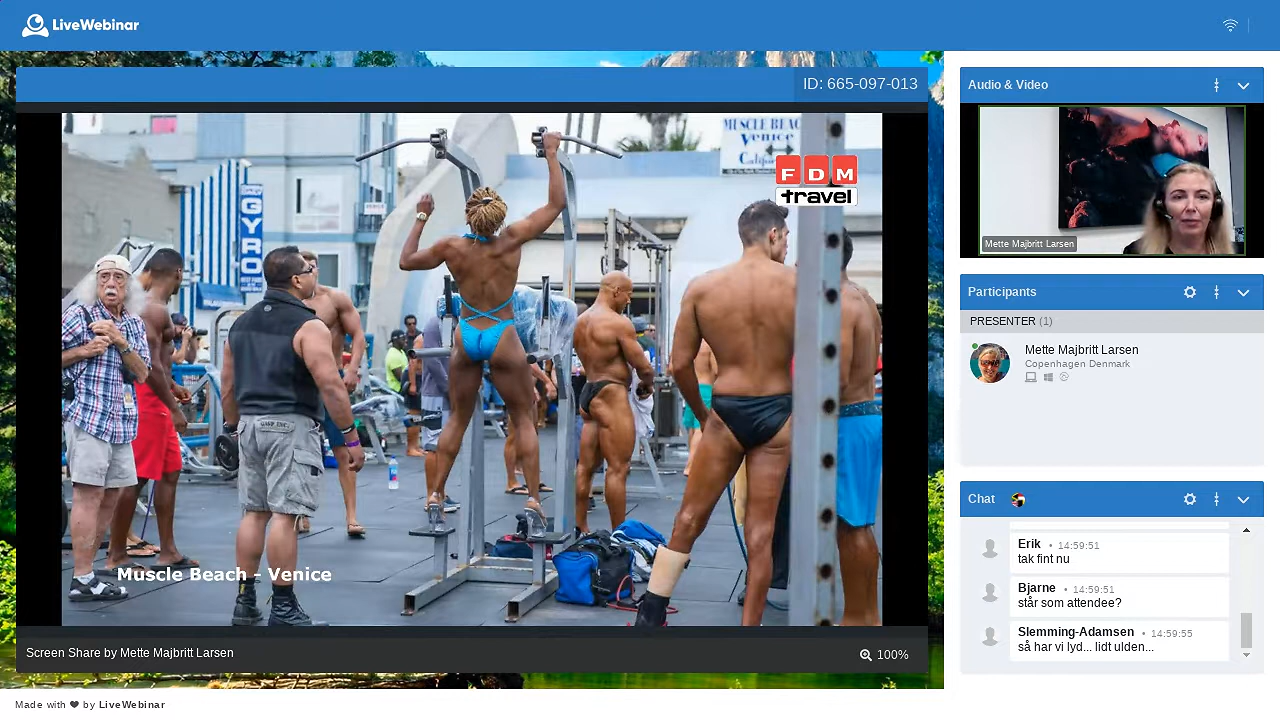 LiveWebinar
ID: 665-097-013
MUSCLE BEAC
Venice
FDM
travel
GYRO
VENICE
Muscle Beach - Venice
Screen Share by Mette Majbritt Larsen
100%
Made with by LiveWebinar
Audio & Video
Mette Majbritt Larsen
Participants
PRESENTER (1)
Mette Majbritt Larsen
Copenhagen Denmark
Chat
Erik • 14:59:51
tak fint nu
Bjarne • 14:59:51
står som attendee?
Slemming-Adamsen • 14:59:55
så har vi lyd... lidt ulden...